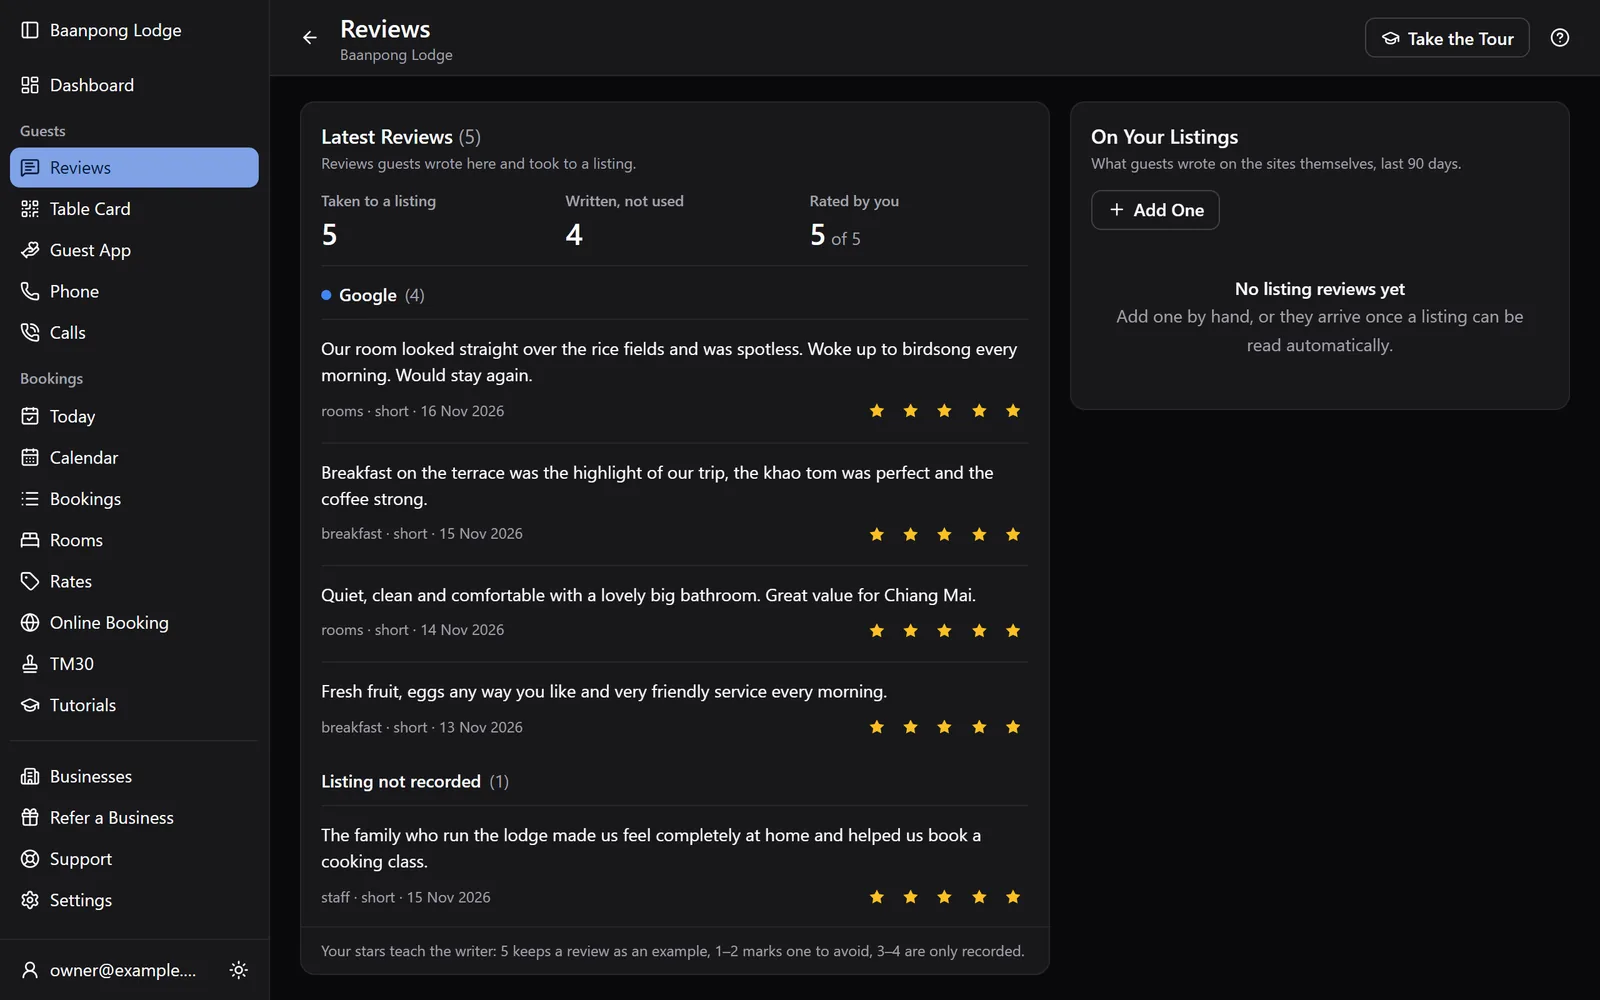 Baanpong Lodge
Dashboard
Guests
Reviews
Table Card
Guest App
Phone
Calls
Bookings
Today
Calendar
Bookings
Rooms
Rates
Online Booking
TM30
Tutorials
Businesses
Refer a Business
Support
Settings
owner@example....
Reviews
Baanpong Lodge
Take the Tour
Latest Reviews (5)
Reviews guests wrote here and took to a listing.
Taken to a listing
5
Written, not used
4
Rated by you
5 of 5
Google (4)
Our room looked straight over the rice fields and was spotless. Woke up to birdsong every
morning. Would stay again.
rooms · short · 16 Nov 2026
Breakfast on the terrace was the highlight of our trip, the khao tom was perfect and the
coffee strong.
breakfast · short · 15 Nov 2026
Quiet, clean and comfortable with a lovely big bathroom. Great value for Chiang Mai.
rooms · short · 14 Nov 2026
Fresh fruit, eggs any way you like and very friendly service every morning.
breakfast · short · 13 Nov 2026
Listing not recorded (1)
The family who run the lodge made us feel completely at home and helped us book a
cooking class.
staff · short · 15 Nov 2026
Your stars teach the writer: 5 keeps a review as an example, 1–2 marks one to avoid, 3–4 are only recorded.
On Your Listings
What guests wrote on the sites themselves, last 90 days.
+ Add One
No listing reviews yet
Add one by hand, or they arrive once a listing can be
read automatically.